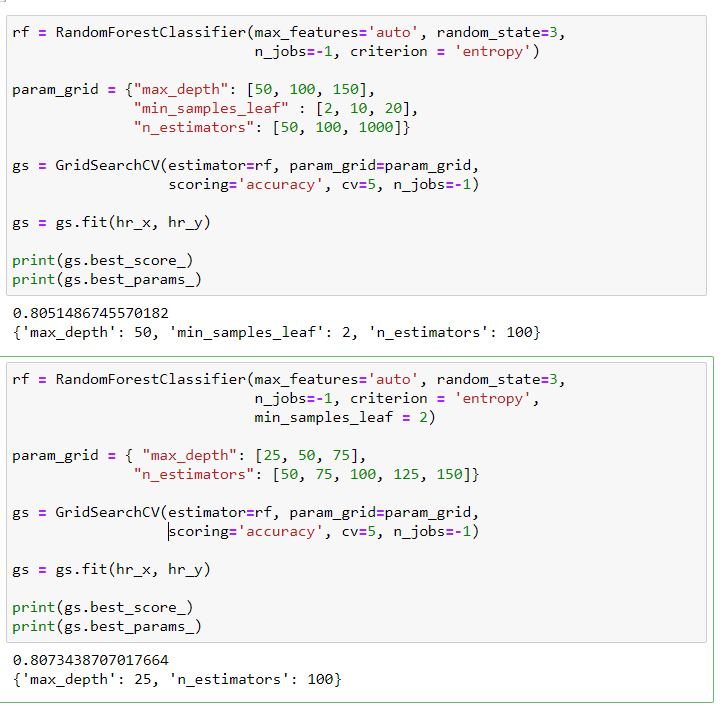 rf = RandomForestClassifier(max_features='auto', random_state=3,
                            n_jobs=-1, criterion = 'entropy')
param_grid = {"max_depth": [50, 100, 150],
              "min_samples_leaf" : [2, 10, 20],
              "n_estimators": [50, 100, 1000]}
gs = GridSearchCV(estimator=rf, param_grid=param_grid,
                  scoring='accuracy', cv=5, n_jobs=-1)
gs = gs.fit(hr_x, hr_y)
print(gs.best_score_)
print(gs.best_params_)
0.8051486745570182
{'max_depth': 50, 'min_samples_leaf': 2, 'n_estimators': 100}
rf = RandomForestClassifier(max_features='auto', random_state=3,
                            n_jobs=-1, criterion = 'entropy',
                            min_samples_leaf = 2)
param_grid = { "max_depth": [25, 50, 75],
              "n_estimators": [50, 75, 100, 125, 150]}
gs = GridSearchCV(estimator=rf, param_grid=param_grid,
                  scoring='accuracy', cv=5, n_jobs=-1)
gs = gs.fit(hr_x, hr_y)
print(gs.best_score_)
print(gs.best_params_)
0.8073438707017664
{'max_depth': 25, 'n_estimators': 100}